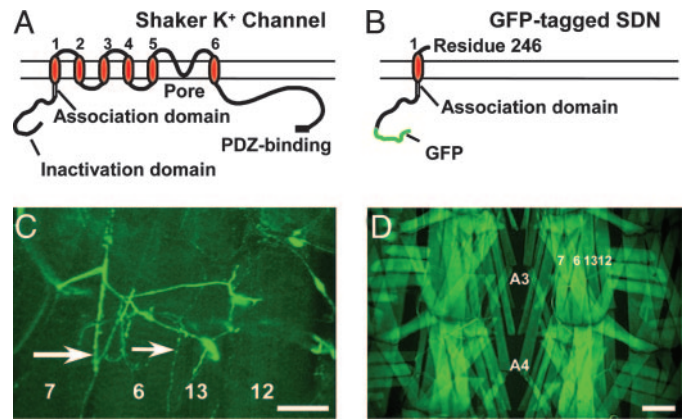 A Shaker K+ Channel
1 2 3 4 5 6
Pore
Association domain
PDZ-binding
Inactivation domain
B GFP-tagged SDN
1 Residue 246
Association domain
GFP
C
7 6 13 12
D
7 6 13 12
A3
A4